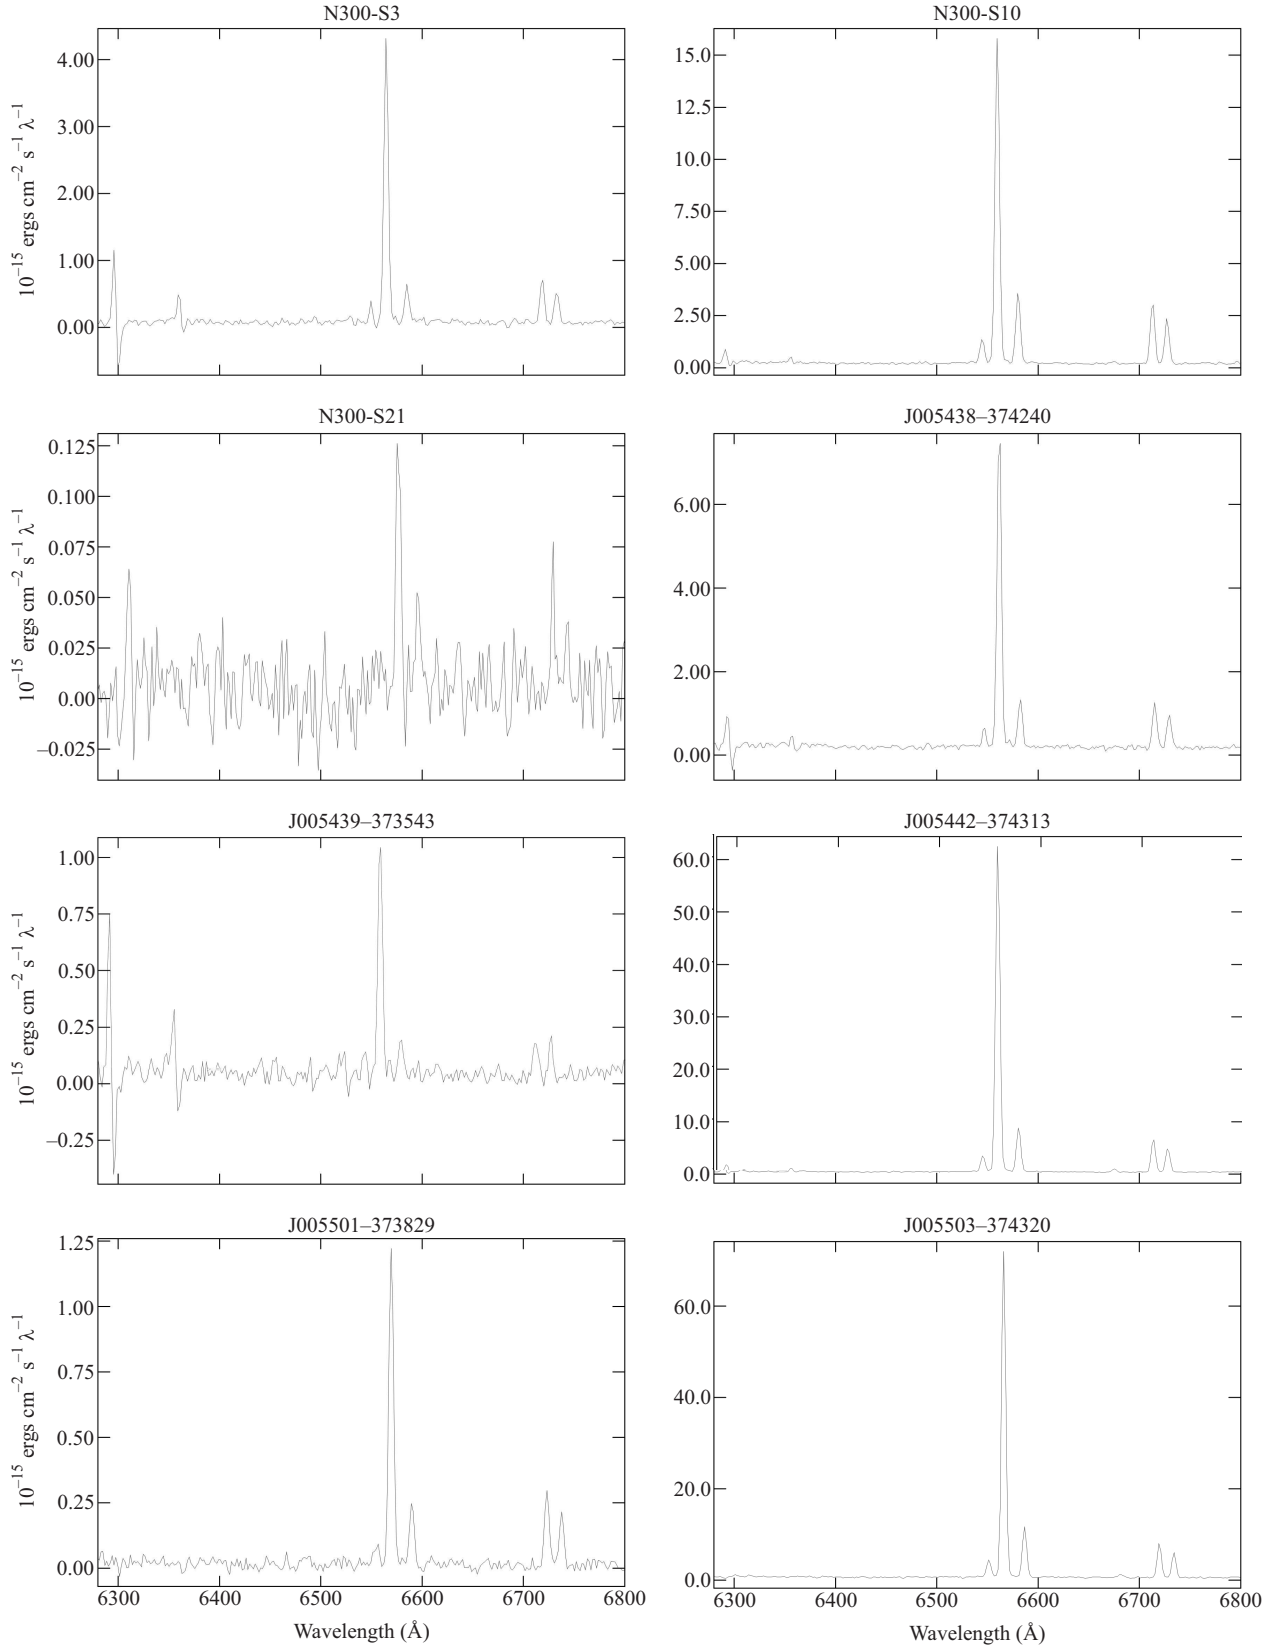 N300-S3
N300-S10
4.00
3.00
2.00
1.00
0.00
10−15 ergs cm−2 s−1 λ−1
15.0
12.5
10.0
7.50
5.00
2.50
0.00
N300-S21
J005438–374240
0.125
0.100
0.075
0.050
0.025
0.00
−0.025
10−15 ergs cm−2 s−1 λ−1
6.00
4.00
2.00
0.00
J005439–373543
J005442–374313
1.00
0.75
0.50
0.25
0.00
−0.25
10−15 ergs cm−2 s−1 λ−1
60.0
50.0
40.0
30.0
20.0
10.0
0.0
J005501–373829
J005503–374320
1.25
1.00
0.75
0.50
0.25
0.00
10−15 ergs cm−2 s−1 λ−1
60.0
40.0
20.0
0.0
6300 6400 6500 6600 6700 6800
Wavelength (Å)
6300 6400 6500 6600 6700 6800
Wavelength (Å)